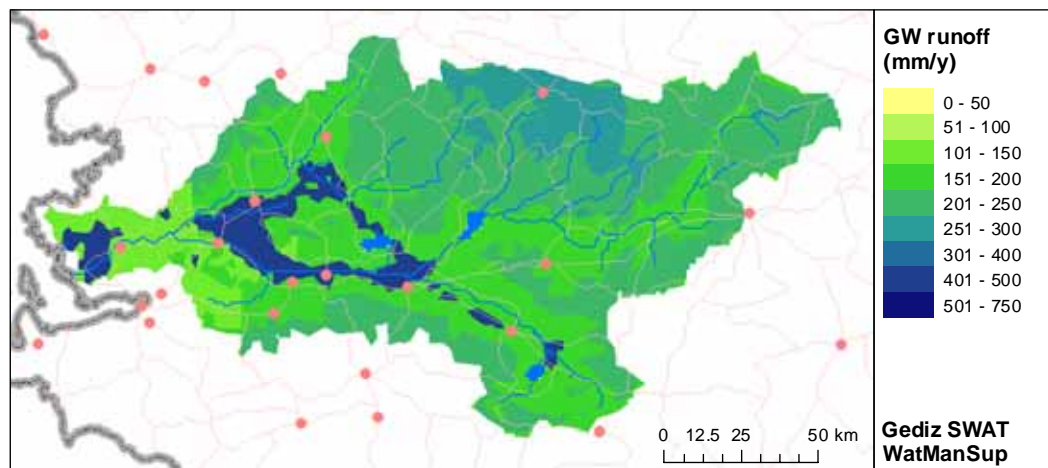 GW runoff
(mm/y)
0 - 50
51 - 100
101 - 150
151 - 200
201 - 250
251 - 300
301 - 400
401 - 500
501 - 750
0 12.5 25 50 km
Gediz SWAT
WatManSup